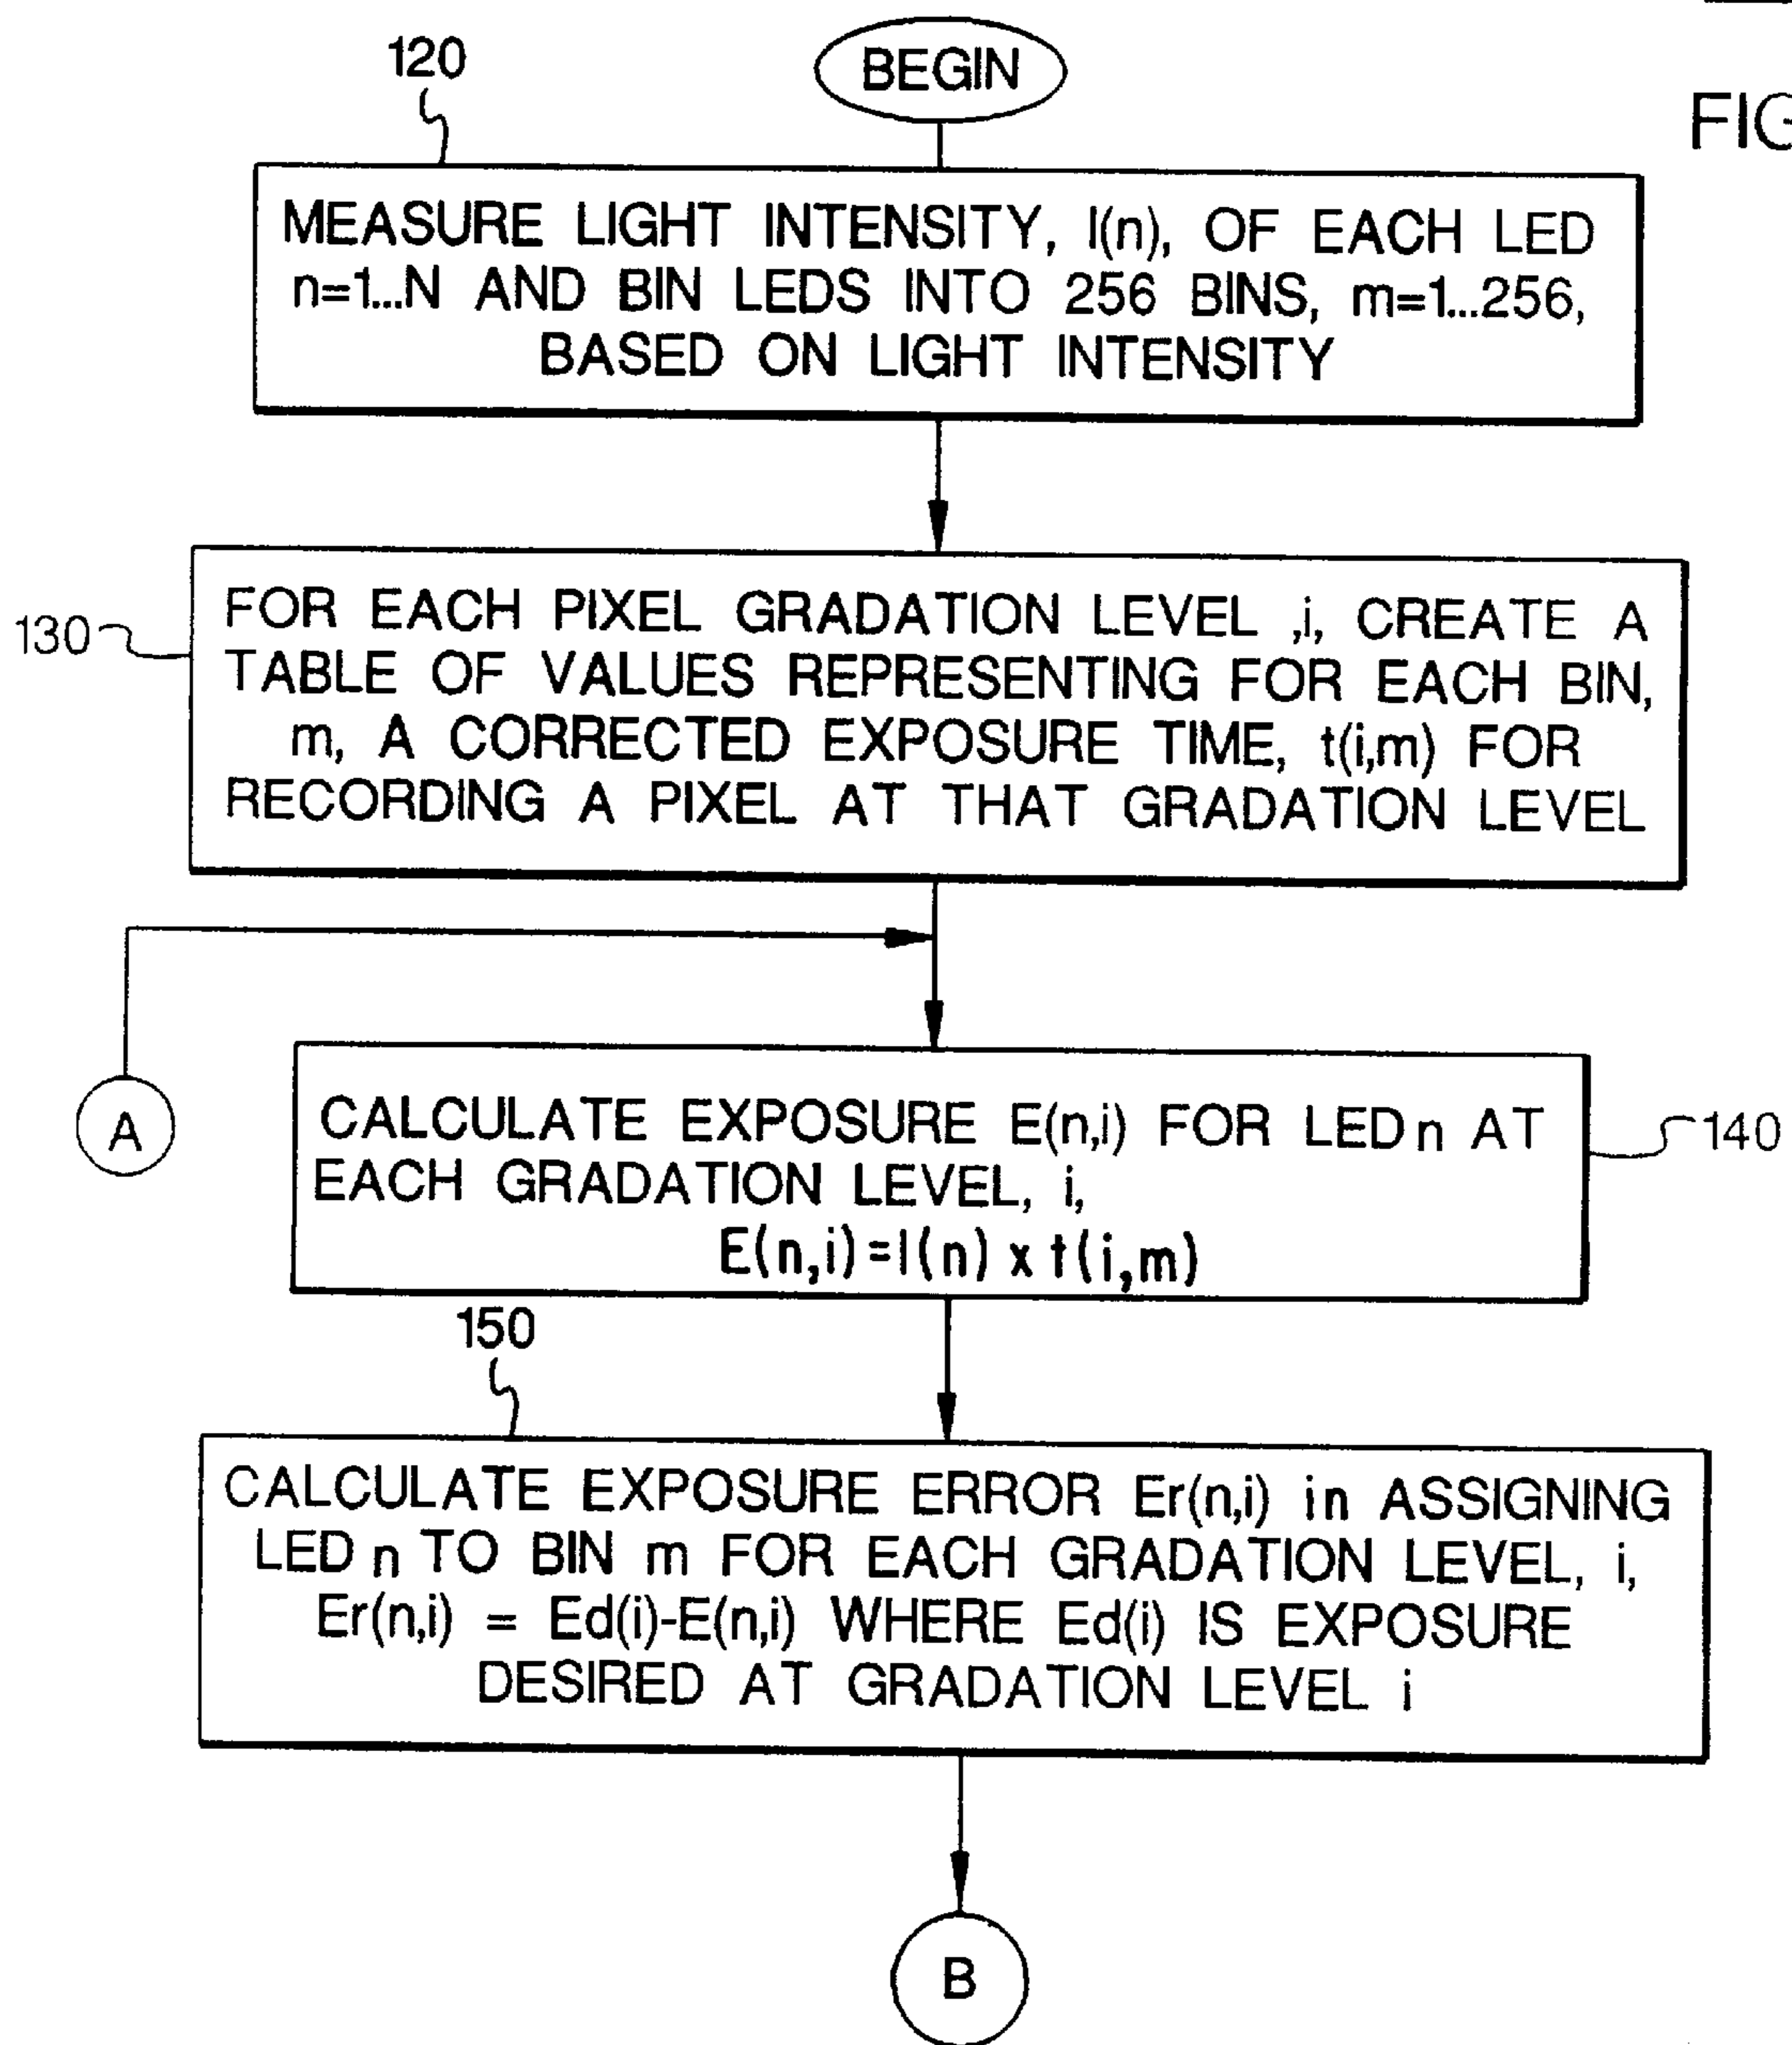 BEGIN
FIG
120
MEASURE LIGHT INTENSITY, I(n), OF EACH LED
n=1...N AND BIN LEDS INTO 256 BINS, m=1...256,
BASED ON LIGHT INTENSITY
130
FOR EACH PIXEL GRADATION LEVEL ,i, CREATE A
TABLE OF VALUES REPRESENTING FOR EACH BIN,
m, A CORRECTED EXPOSURE TIME, t(i,m) FOR
RECORDING A PIXEL AT THAT GRADATION LEVEL
A
CALCULATE EXPOSURE E(n,i) FOR LED n AT
EACH GRADATION LEVEL, i,
E(n,i)=I(n) x t(i,m)
140
150
CALCULATE EXPOSURE ERROR Er(n,i) in ASSIGNING
LED n TO BIN m FOR EACH GRADATION LEVEL, i,
Er(n,i) = Ed(i)-E(n,i) WHERE Ed(i) IS EXPOSURE
DESIRED AT GRADATION LEVEL i
B